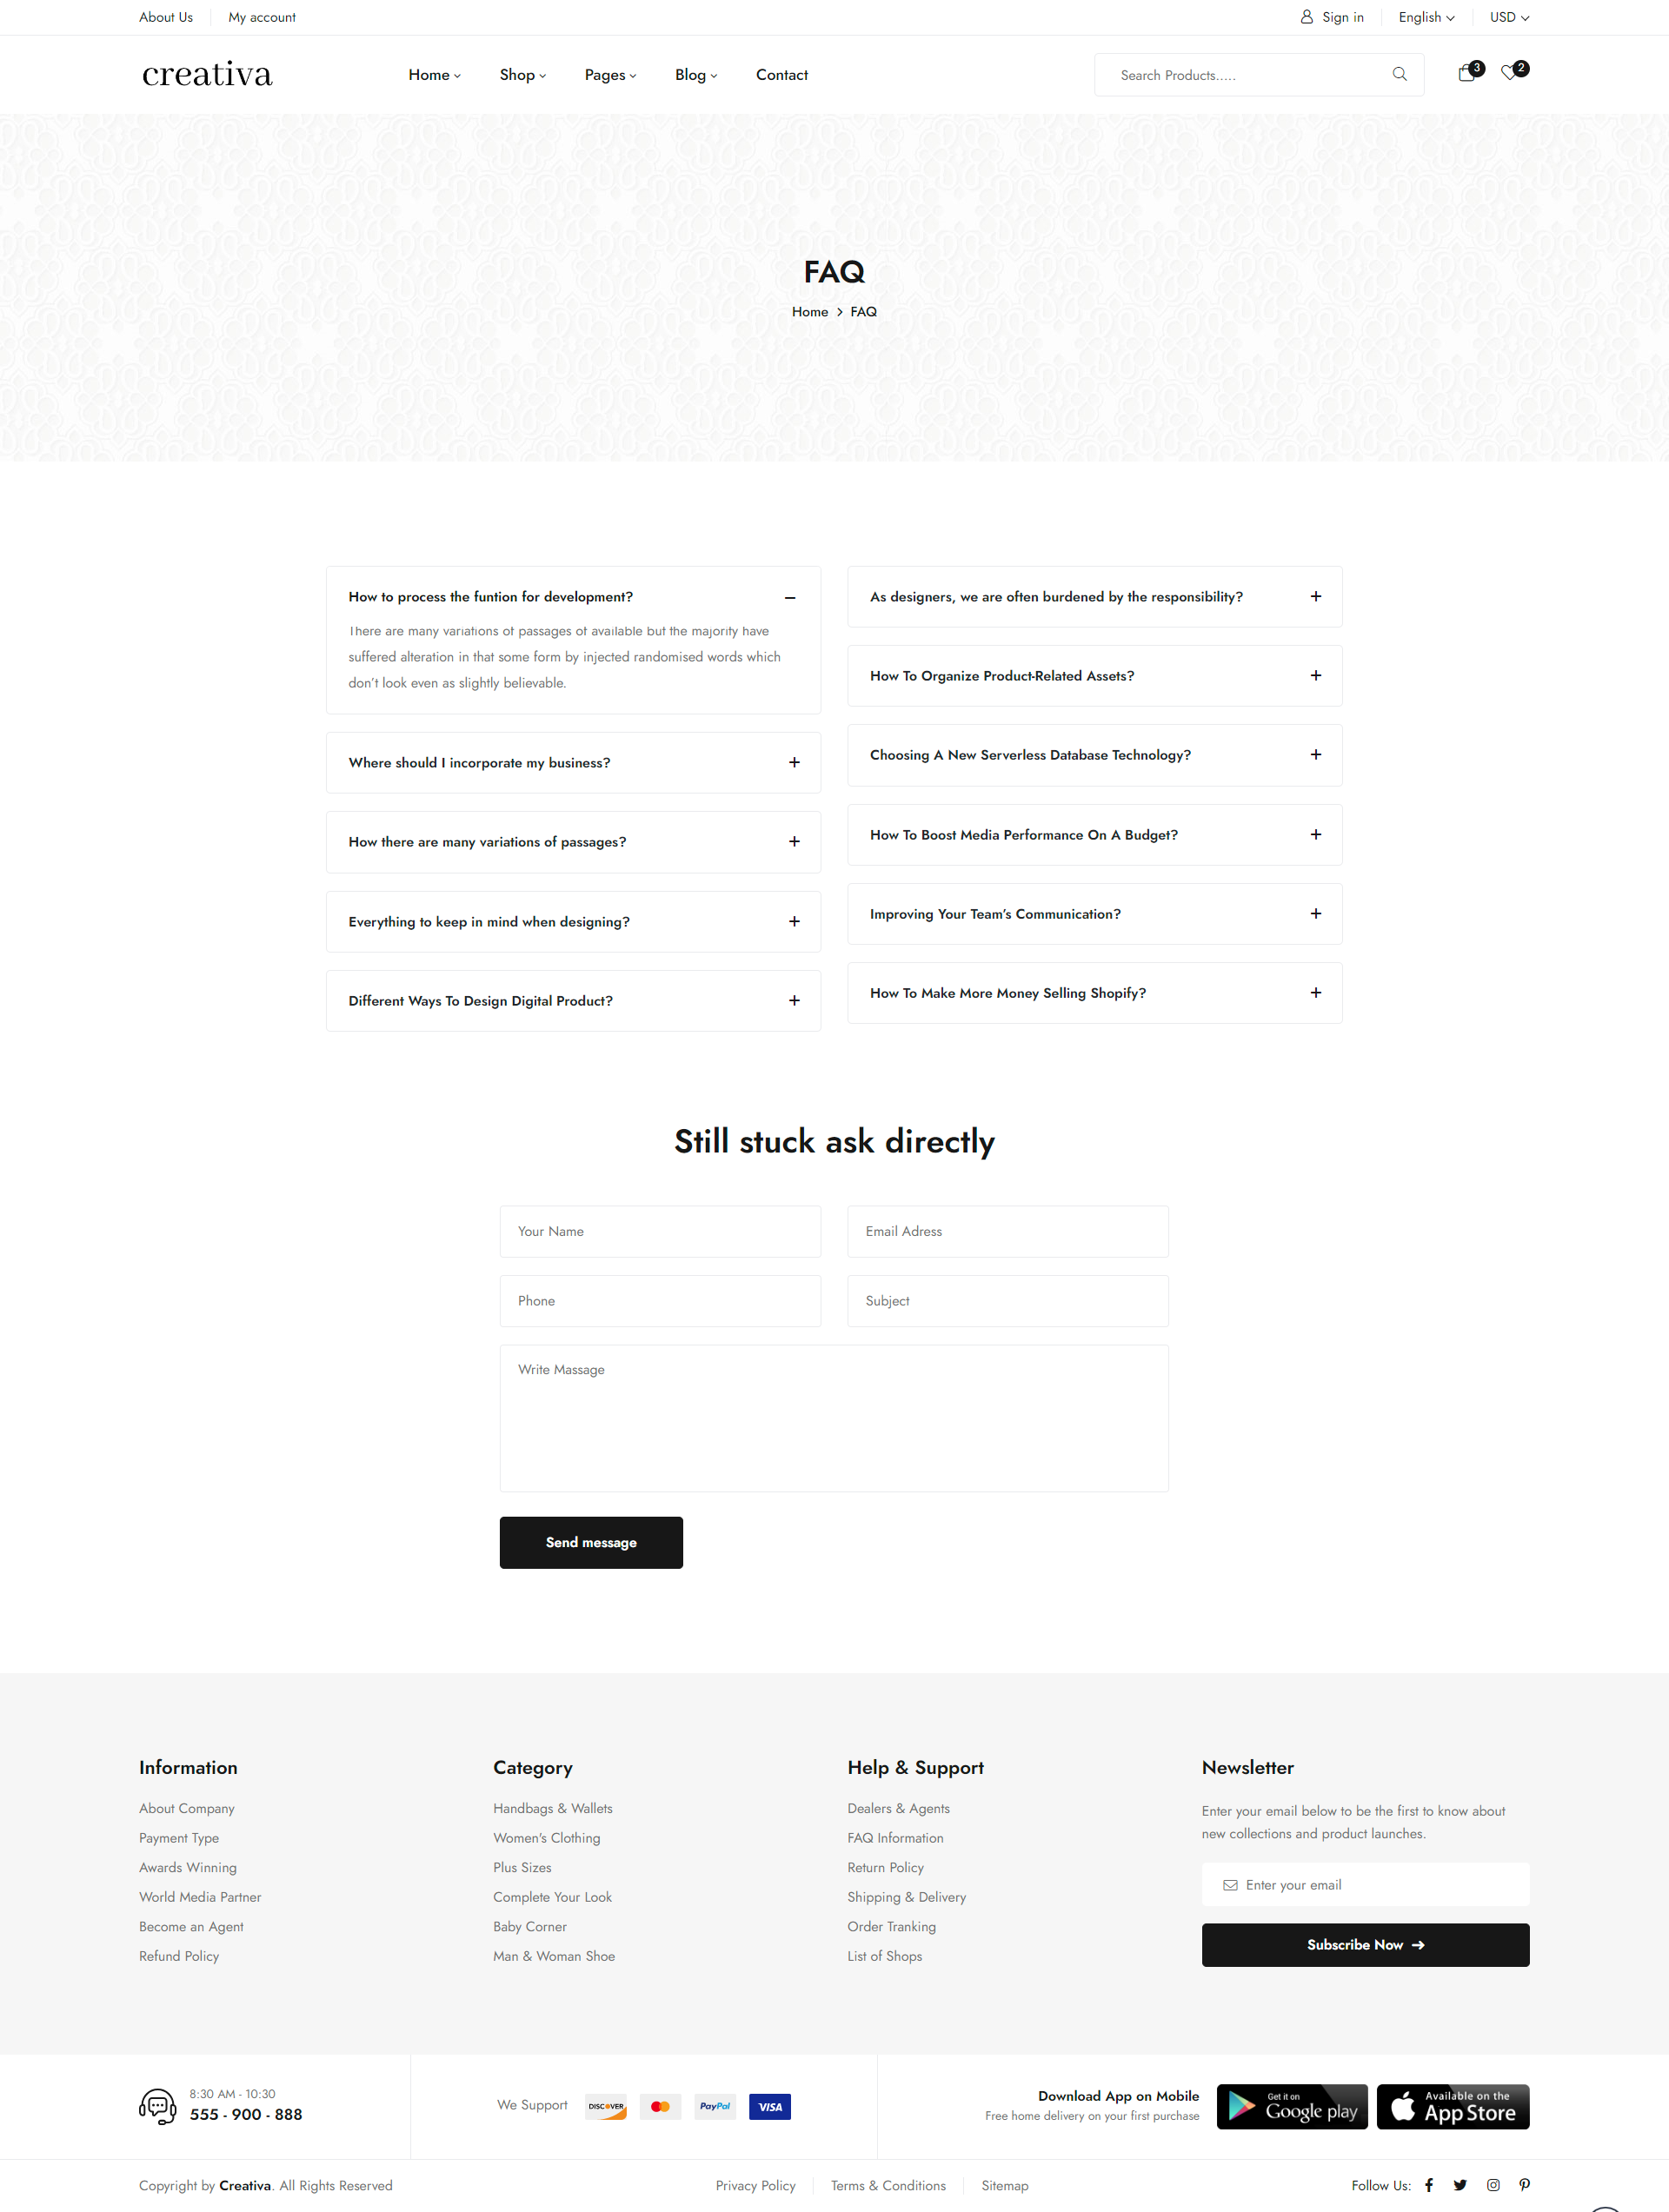 About Us
My account
Sign in
English
USD
creativa
Home
Shop
Pages
Blog
Contact
Search Products.....
3
2
FAQ
Home > FAQ
How to process the funtion for development?
There are many variations of passages of available but the majority have
suffered alteration in that some form by injected randomised words which
don't look even as slightly believable.
Where should I incorporate my business?
How there are many variations of passages?
Everything to keep in mind when designing?
Different Ways To Design Digital Product?
As designers, we are often burdened by the responsibility?
How To Organize Product-Related Assets?
Choosing A New Serverless Database Technology?
How To Boost Media Performance On A Budget?
Improving Your Team's Communication?
How To Make More Money Selling Shopify?
Still stuck ask directly
Your Name
Email Adress
Phone
Subject
Write Massage
Send message
Information
About Company
Payment Type
Awards Winning
World Media Partner
Become an Agent
Refund Policy
Category
Handbags & Wallets
Women's Clothing
Plus Sizes
Complete Your Look
Baby Corner
Man & Woman Shoe
Help & Support
Dealers & Agents
FAQ Information
Return Policy
Shipping & Delivery
Order Tranking
List of Shops
Newsletter
Enter your email below to be the first to know about
new collections and product launches.
Enter your email
Subscribe Now
8:30 AM - 10:30
555 - 900 - 888
We Support
DISCOVER
PayPal
VISA
Download App on Mobile
Free home delivery on your first purchase
Get it on
Google play
Available on the
App Store
Copyright by Creativa. All Rights Reserved
Privacy Policy
Terms & Conditions
Sitemap
Follow Us: